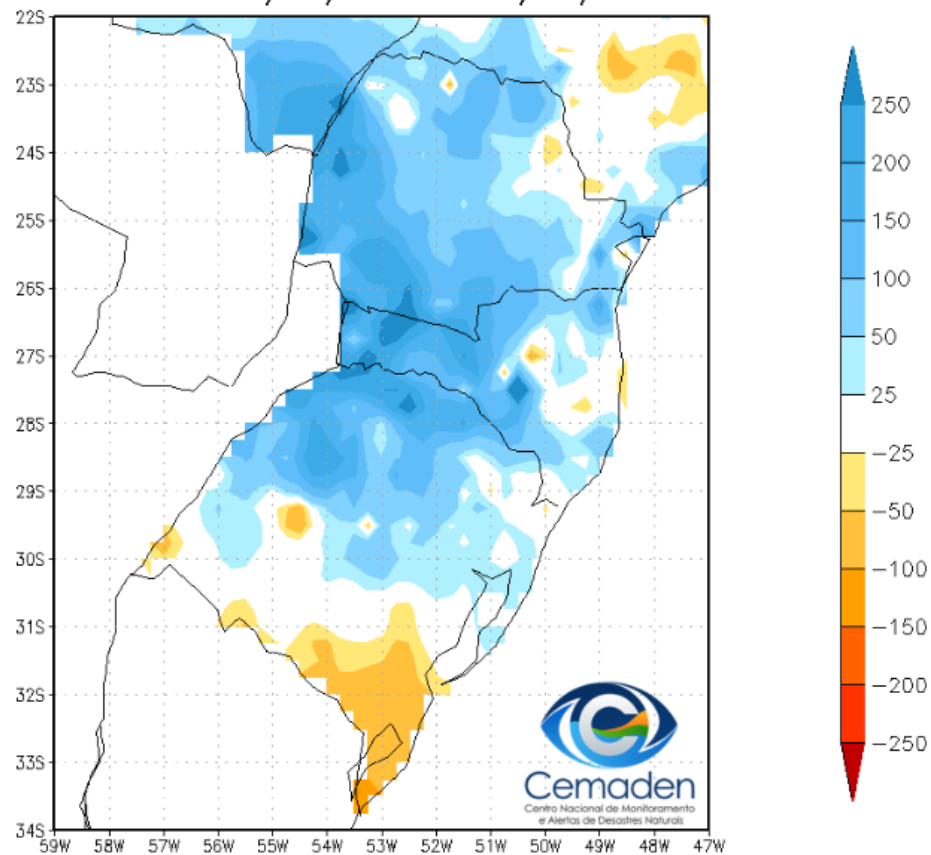 22S
23S
24S
25S
26S
27S
28S
29S
30S
31S
32S
33S
34S
59W 58W 57W 56W 55W 54W 53W 52W 51W 50W 49W 48W 47W
250
200
150
100
50
25
-25
-50
-100
-150
-200
-250
Cemaden
Centro Nacional de Monitoramento
e Alertas de Desastres Naturais